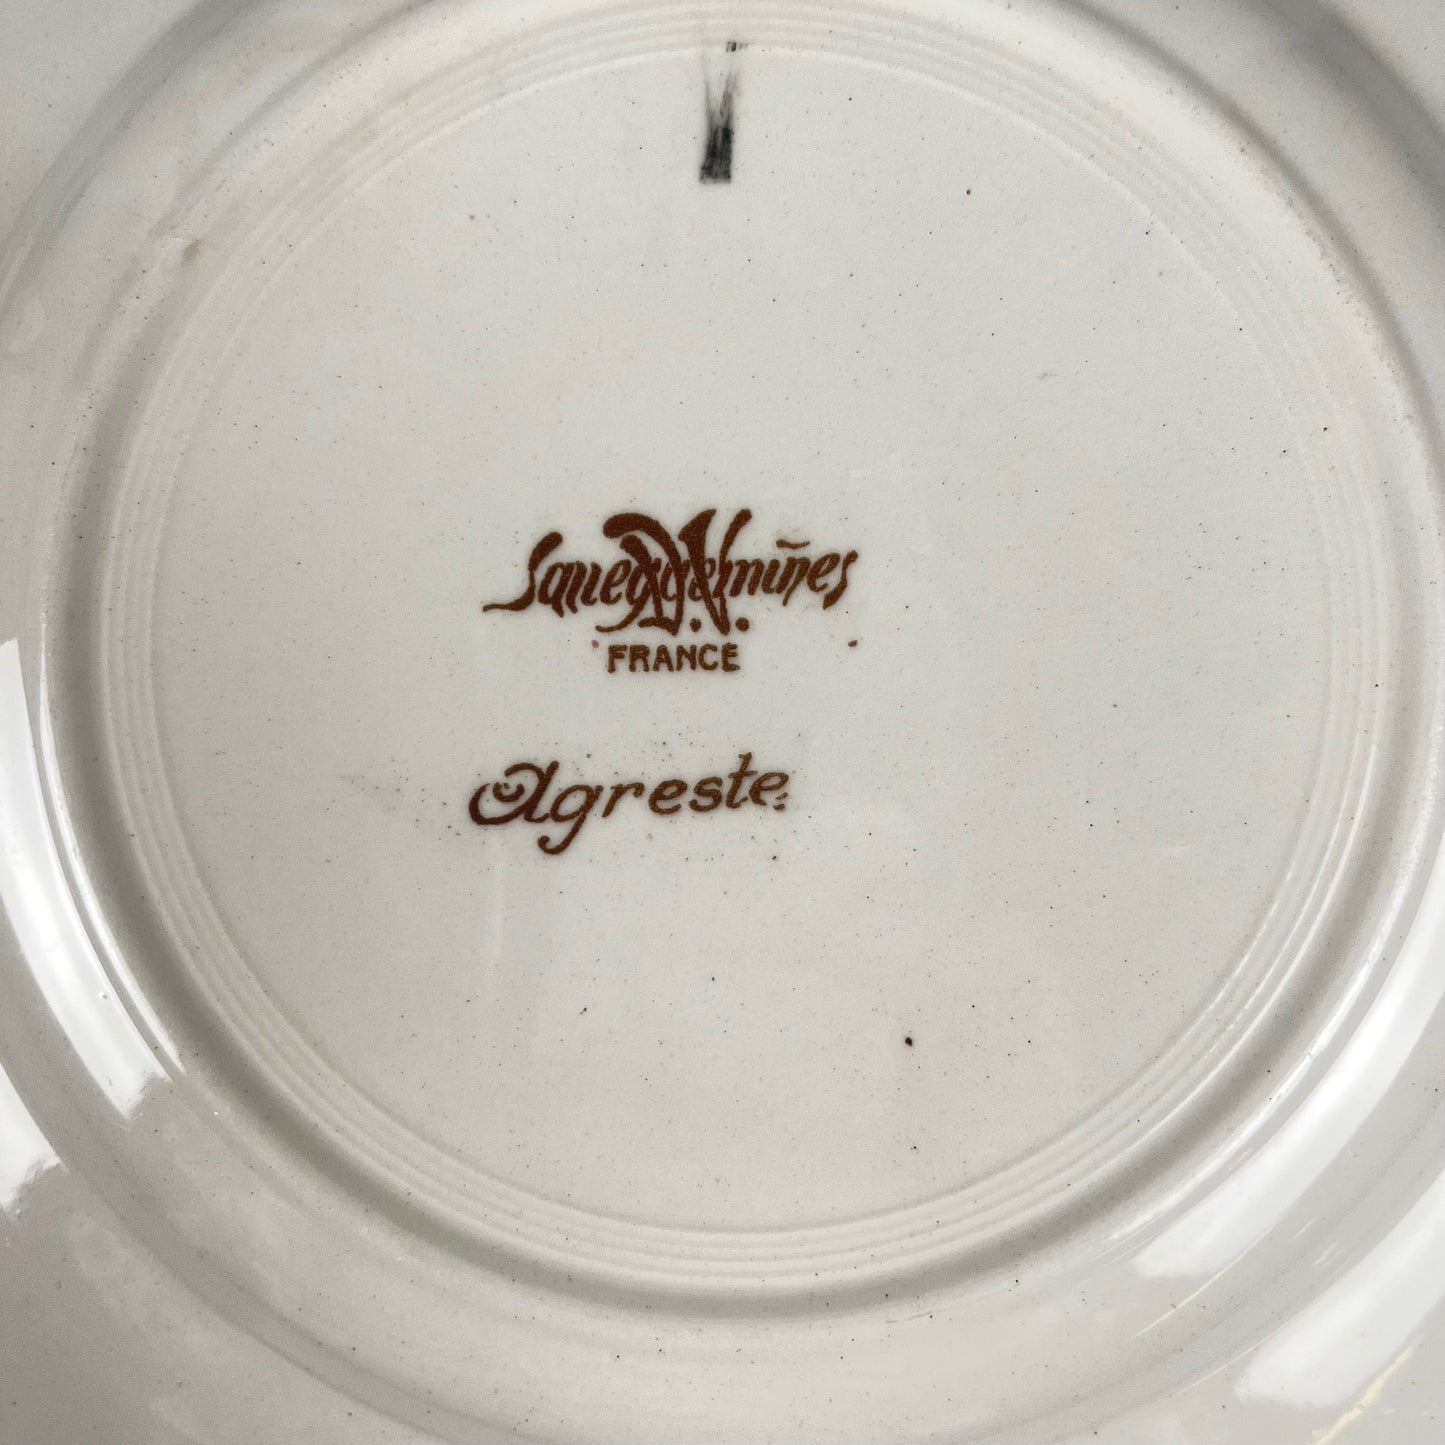 Sarreguemines
D.V.
FRANCE
Agreste